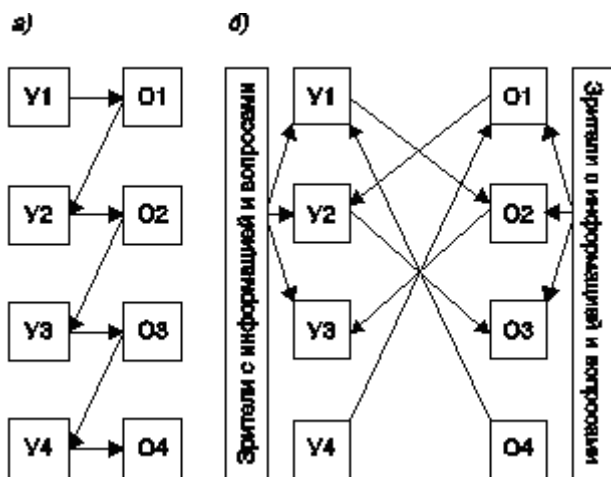 а) б)
У1 О1
У2 О2
У3 О3
У4 О4
Зрители с информацией и вопросами
У1 О1
У2 О2
У3 О3
У4 О4
Зрители с информацией и вопросами